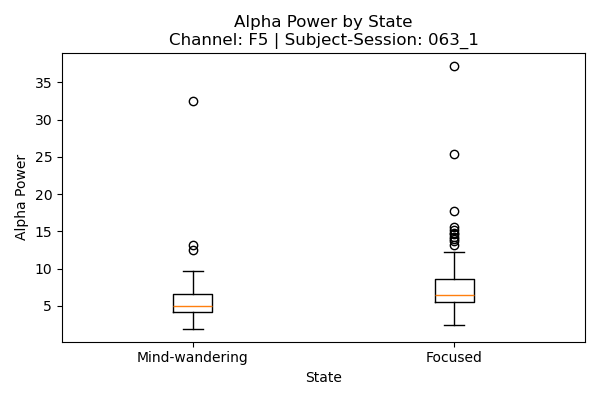 Alpha Power by State
Channel: F5 | Subject-Session: 063_1
Alpha Power
35
30
25
20
15
10
5
Mind-wandering
Focused
State